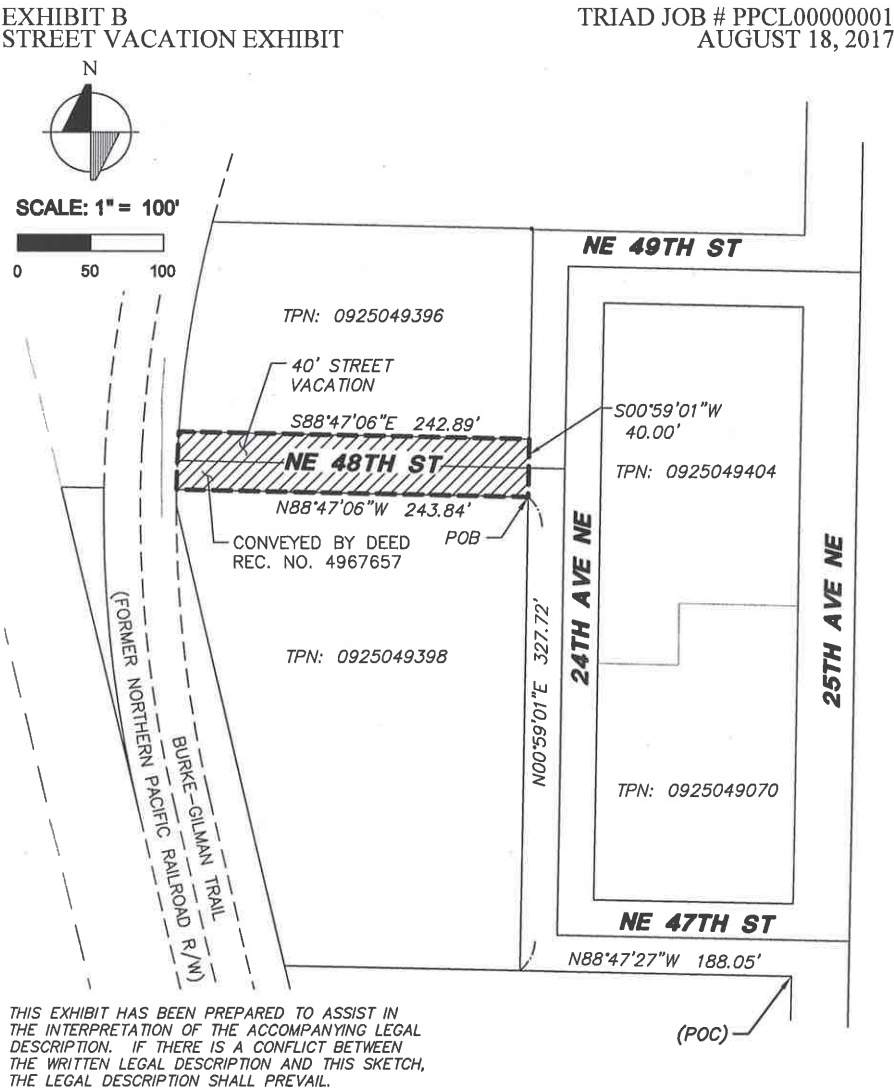 EXHIBIT B
STREET VACATION EXHIBIT
TRIAD JOB # PPCL00000001
AUGUST 18, 2017
N
SCALE: 1" = 100'
0 50 100
NE 49TH ST
TPN: 0925049396
40' STREET
VACATION
S88°47'06"E 242.89'
S00°59'01"W
40.00'
NE 48TH ST
TPN: 0925049404
N88°47'06"W 243.84'
CONVEYED BY DEED
REC. NO. 4967657
POB
24TH AVE NE
25TH AVE NE
N00°59'01"E 327.72'
TPN: 0925049398
(FORMER NORTHERN PACIFIC RAILROAD R/W)
BURKE-GILMAN TRAIL
TPN: 0925049070
NE 47TH ST
N88°47'27"W 188.05'
(POC)
THIS EXHIBIT HAS BEEN PREPARED TO ASSIST IN
THE INTERPRETATION OF THE ACCOMPANYING LEGAL
DESCRIPTION. IF THERE IS A CONFLICT BETWEEN
THE WRITTEN LEGAL DESCRIPTION AND THIS SKETCH,
THE LEGAL DESCRIPTION SHALL PREVAIL.